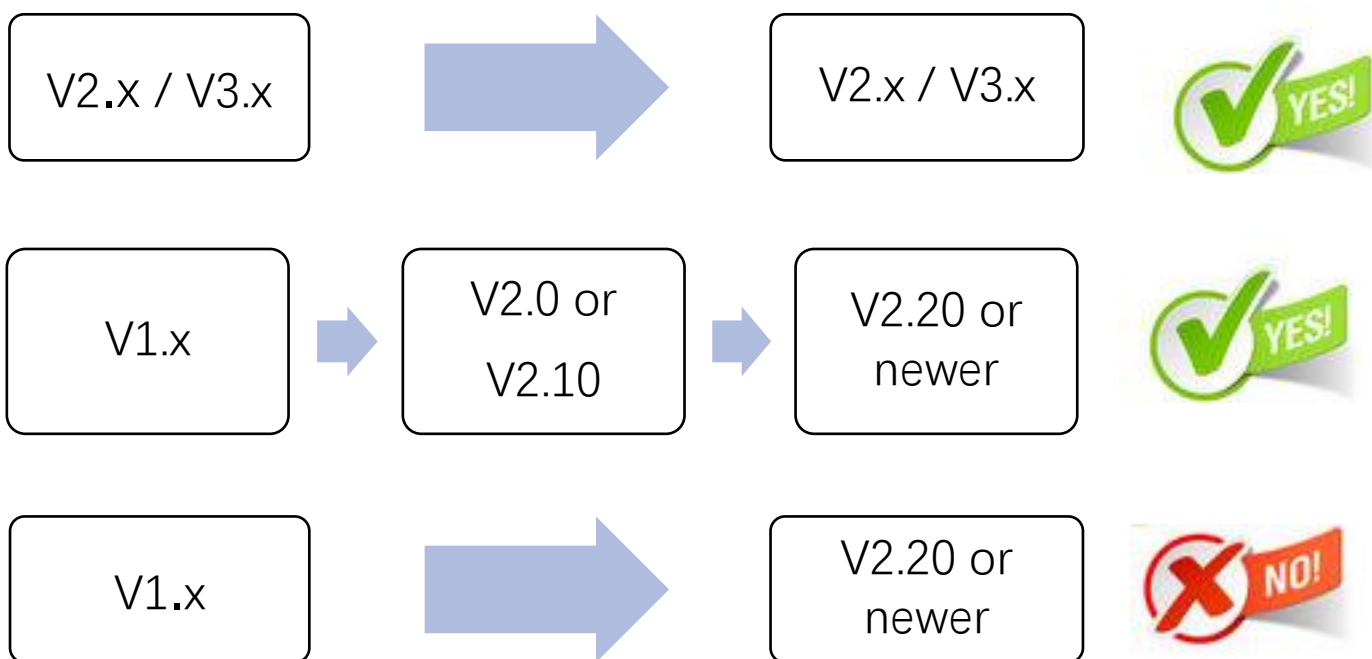 V2.x / V3.x
V2.x / V3.x
YES!
V1.x
V2.0 or
V2.10
V2.20 or
newer
YES!
V1.x
V2.20 or
newer
NO!